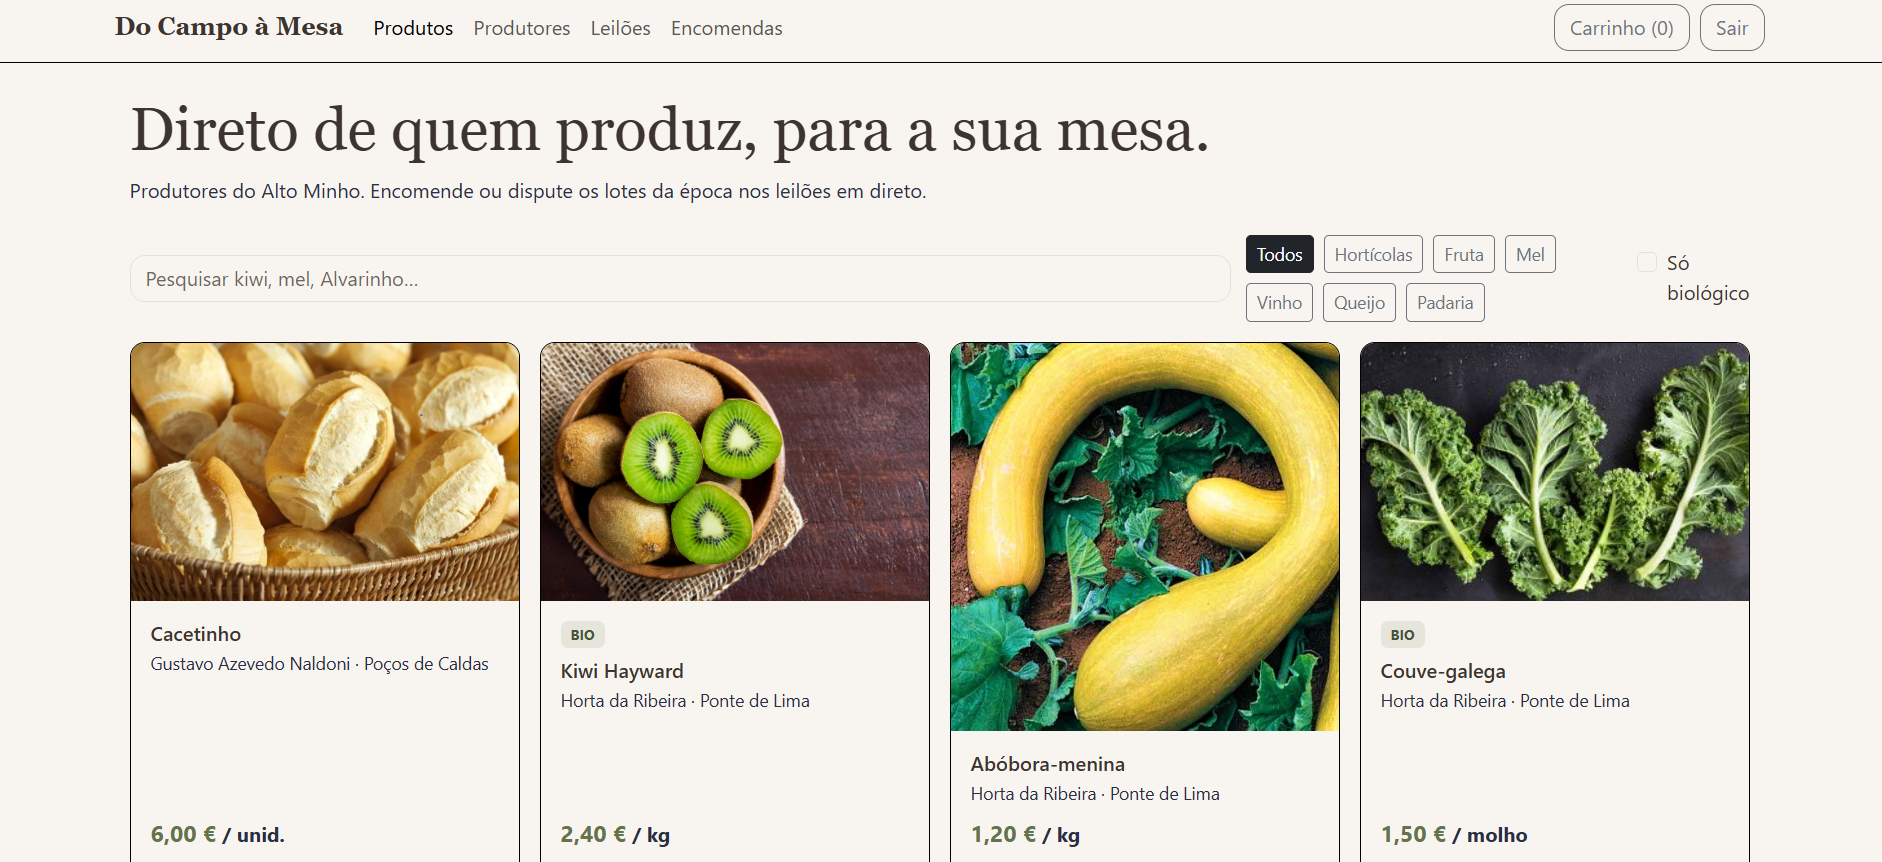 Do Campo à Mesa Produtos Produtores Leilões Encomendas Carrinho (0) Sair
Direto de quem produz, para a sua mesa.
Produtores do Alto Minho. Encomende ou dispute os lotes da época nos leilões em direto.
Pesquisar kiwi, mel, Alvarinho...
Todos Hortícolas Fruta Mel
Vinho Queijo Padaria
Só
biológico
Cacetinho
Gustavo Azevedo Naldoni · Poços de Caldas
6,00 € / unid.
BIO
Kiwi Hayward
Horta da Ribeira · Ponte de Lima
2,40 € / kg
Abóbora-menina
Horta da Ribeira · Ponte de Lima
1,20 € / kg
BIO
Couve-galega
Horta da Ribeira · Ponte de Lima
1,50 € / molho